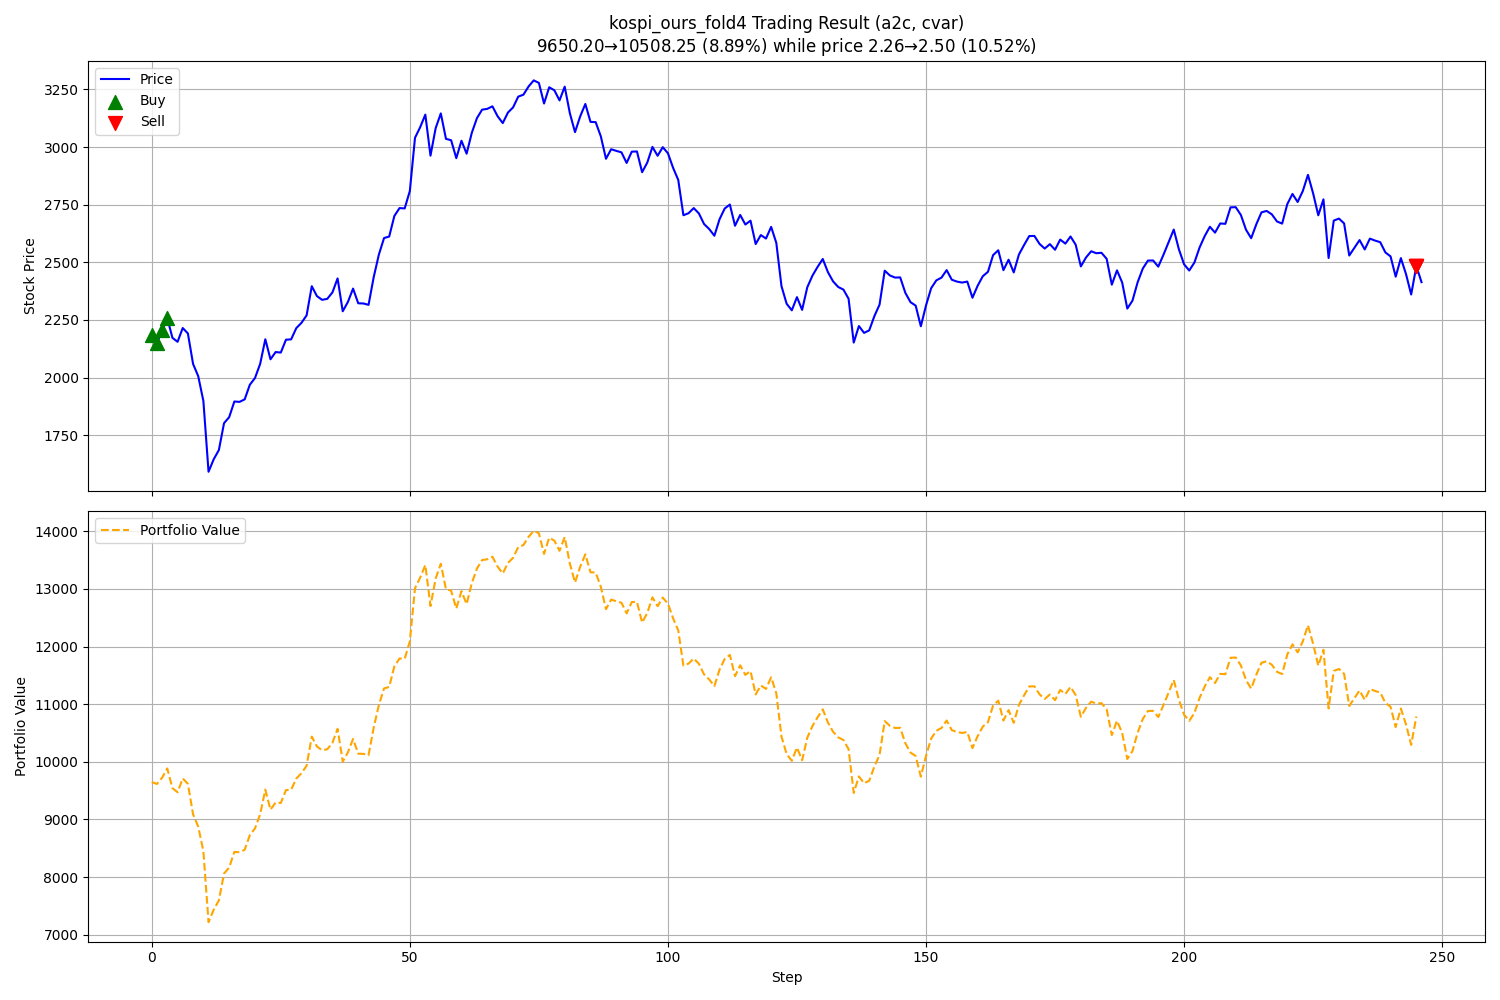 kospi_ours_fold4 Trading Result (a2c, cvar)
9650.20→10508.25 (8.89%) while price 2.26→2.50 (10.52%)
Price
Buy
Sell
Stock Price
3250
3000
2750
2500
2250
2000
1750
Portfolio Value
Portfolio Value
14000
13000
12000
11000
10000
9000
8000
7000
0
50
100
150
200
250
Step